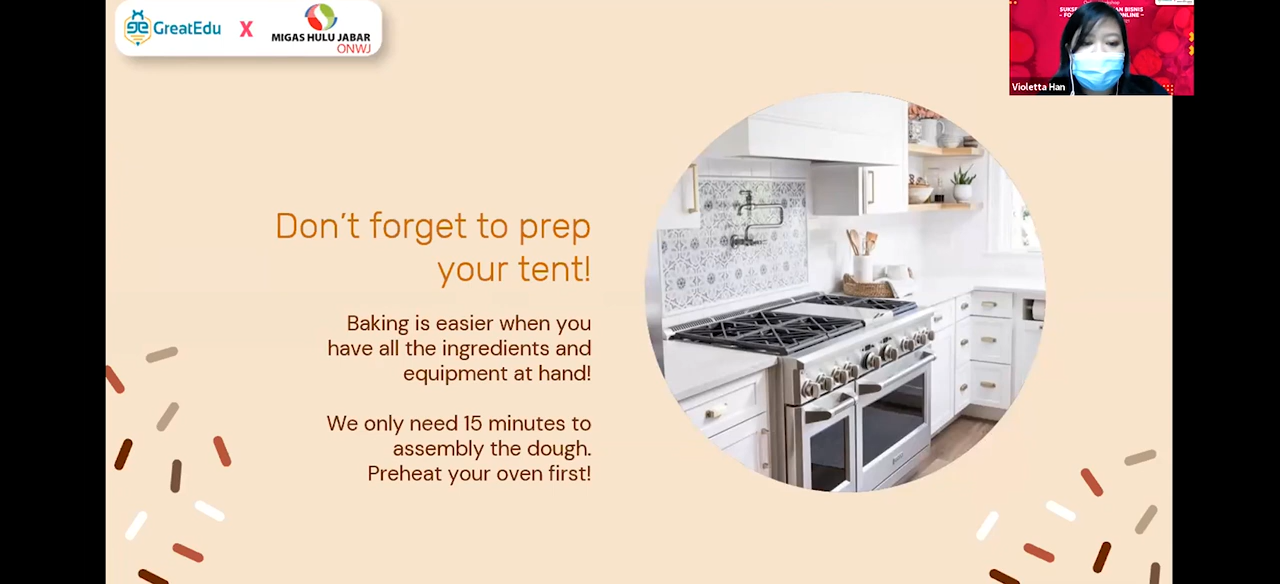 GreatEdu X MIGAS HULU JABAR
ONWJ
Violetta Han
Don't forget to prep
your tent!
Baking is easier when you
have all the ingredients and
equipment at hand!
We only need 15 minutes to
assembly the dough.
Preheat your oven first!